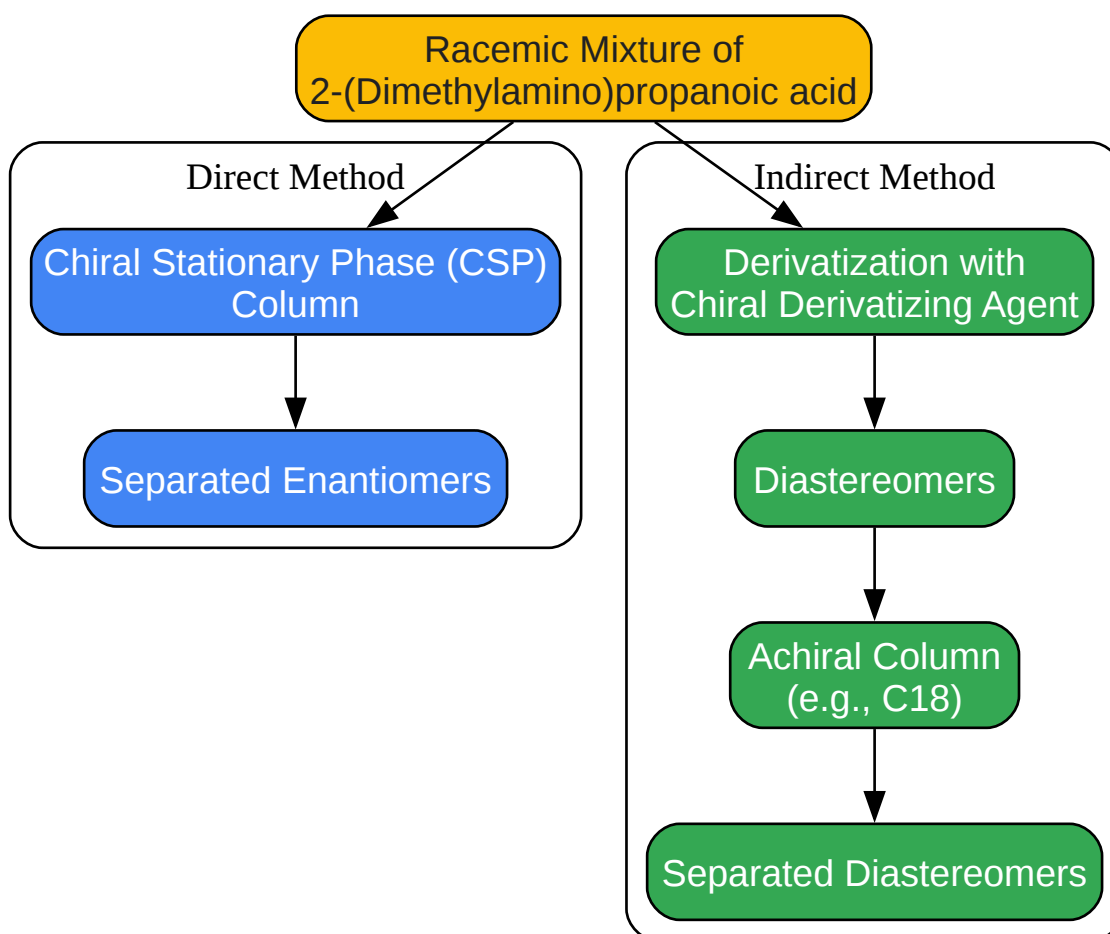 Racemic Mixture of
2-(Dimethylamino)propanoic acid
Direct Method
Chiral Stationary Phase (CSP)
Column
Separated Enantiomers
Indirect Method
Derivatization with
Chiral Derivatizing Agent
Diastereomers
Achiral Column
(e.g., C18)
Separated Diastereomers